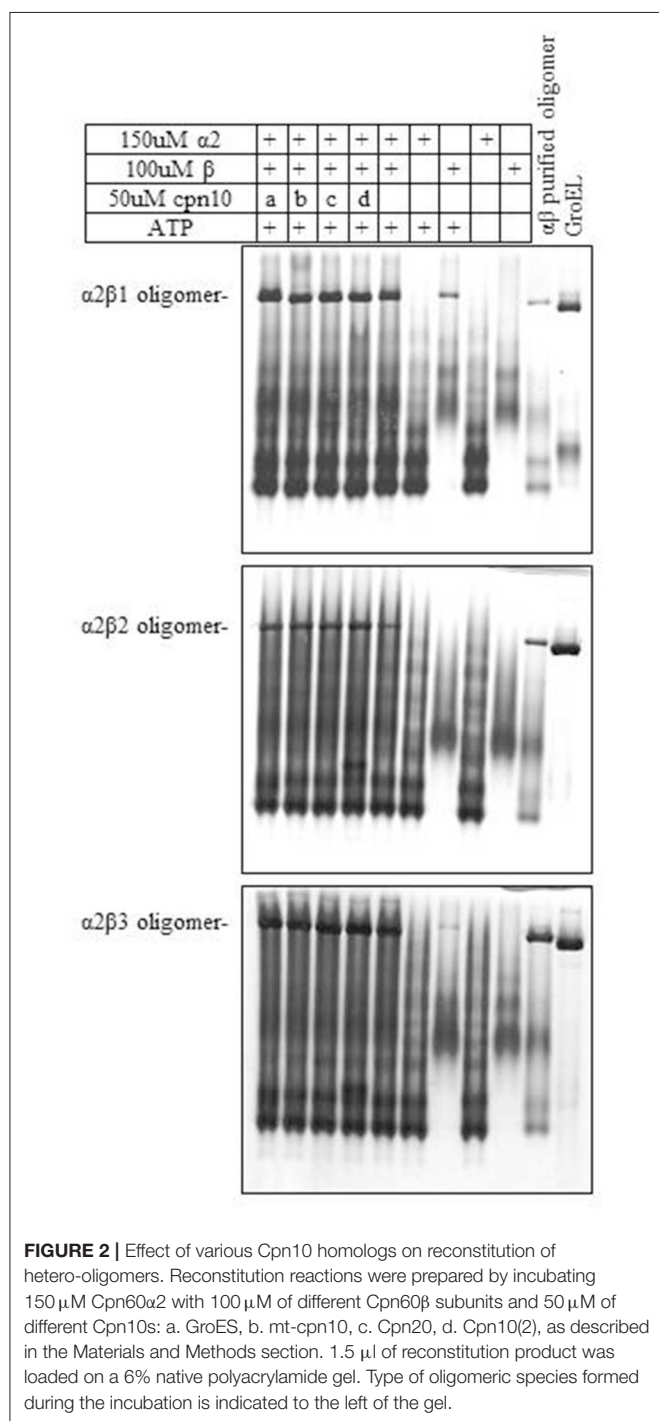 αβ purified oligomer
GroEL
150uM α2 + + + + + + +
100uM β + + + + + + +
50uM cpn10 a b c d
ATP + + + + + + +
α2β1 oligomer-
α2β2 oligomer-
α2β3 oligomer-
FIGURE 2 | Effect of various Cpn10 homologs on reconstitution of
hetero-oligomers. Reconstitution reactions were prepared by incubating
150 μM Cpn60α2 with 100 μM of different Cpn60β subunits and 50 μM of
different Cpn10s: a. GroES, b. mt-cpn10, c. Cpn20, d. Cpn10(2), as described
in the Materials and Methods section. 1.5 μl of reconstitution product was
loaded on a 6% native polyacrylamide gel. Type of oligomeric species formed
during the incubation is indicated to the left of the gel.